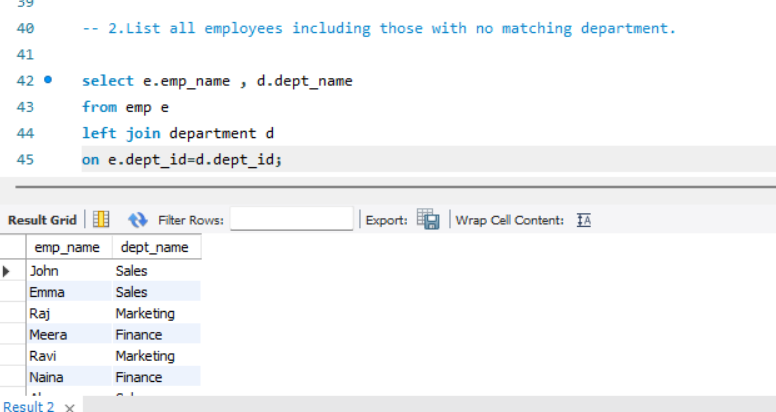 39
40 -- 2.List all employees including those with no matching department.
41
42 select e.emp_name , d.dept_name
43 from emp e
44 left join department d
45 on e.dept_id=d.dept_id;
Result Grid Filter Rows: Export: Wrap Cell Content:
emp_name dept_name
John Sales
Emma Sales
Raj Marketing
Meera Finance
Ravi Marketing
Naina Finance
Result 2